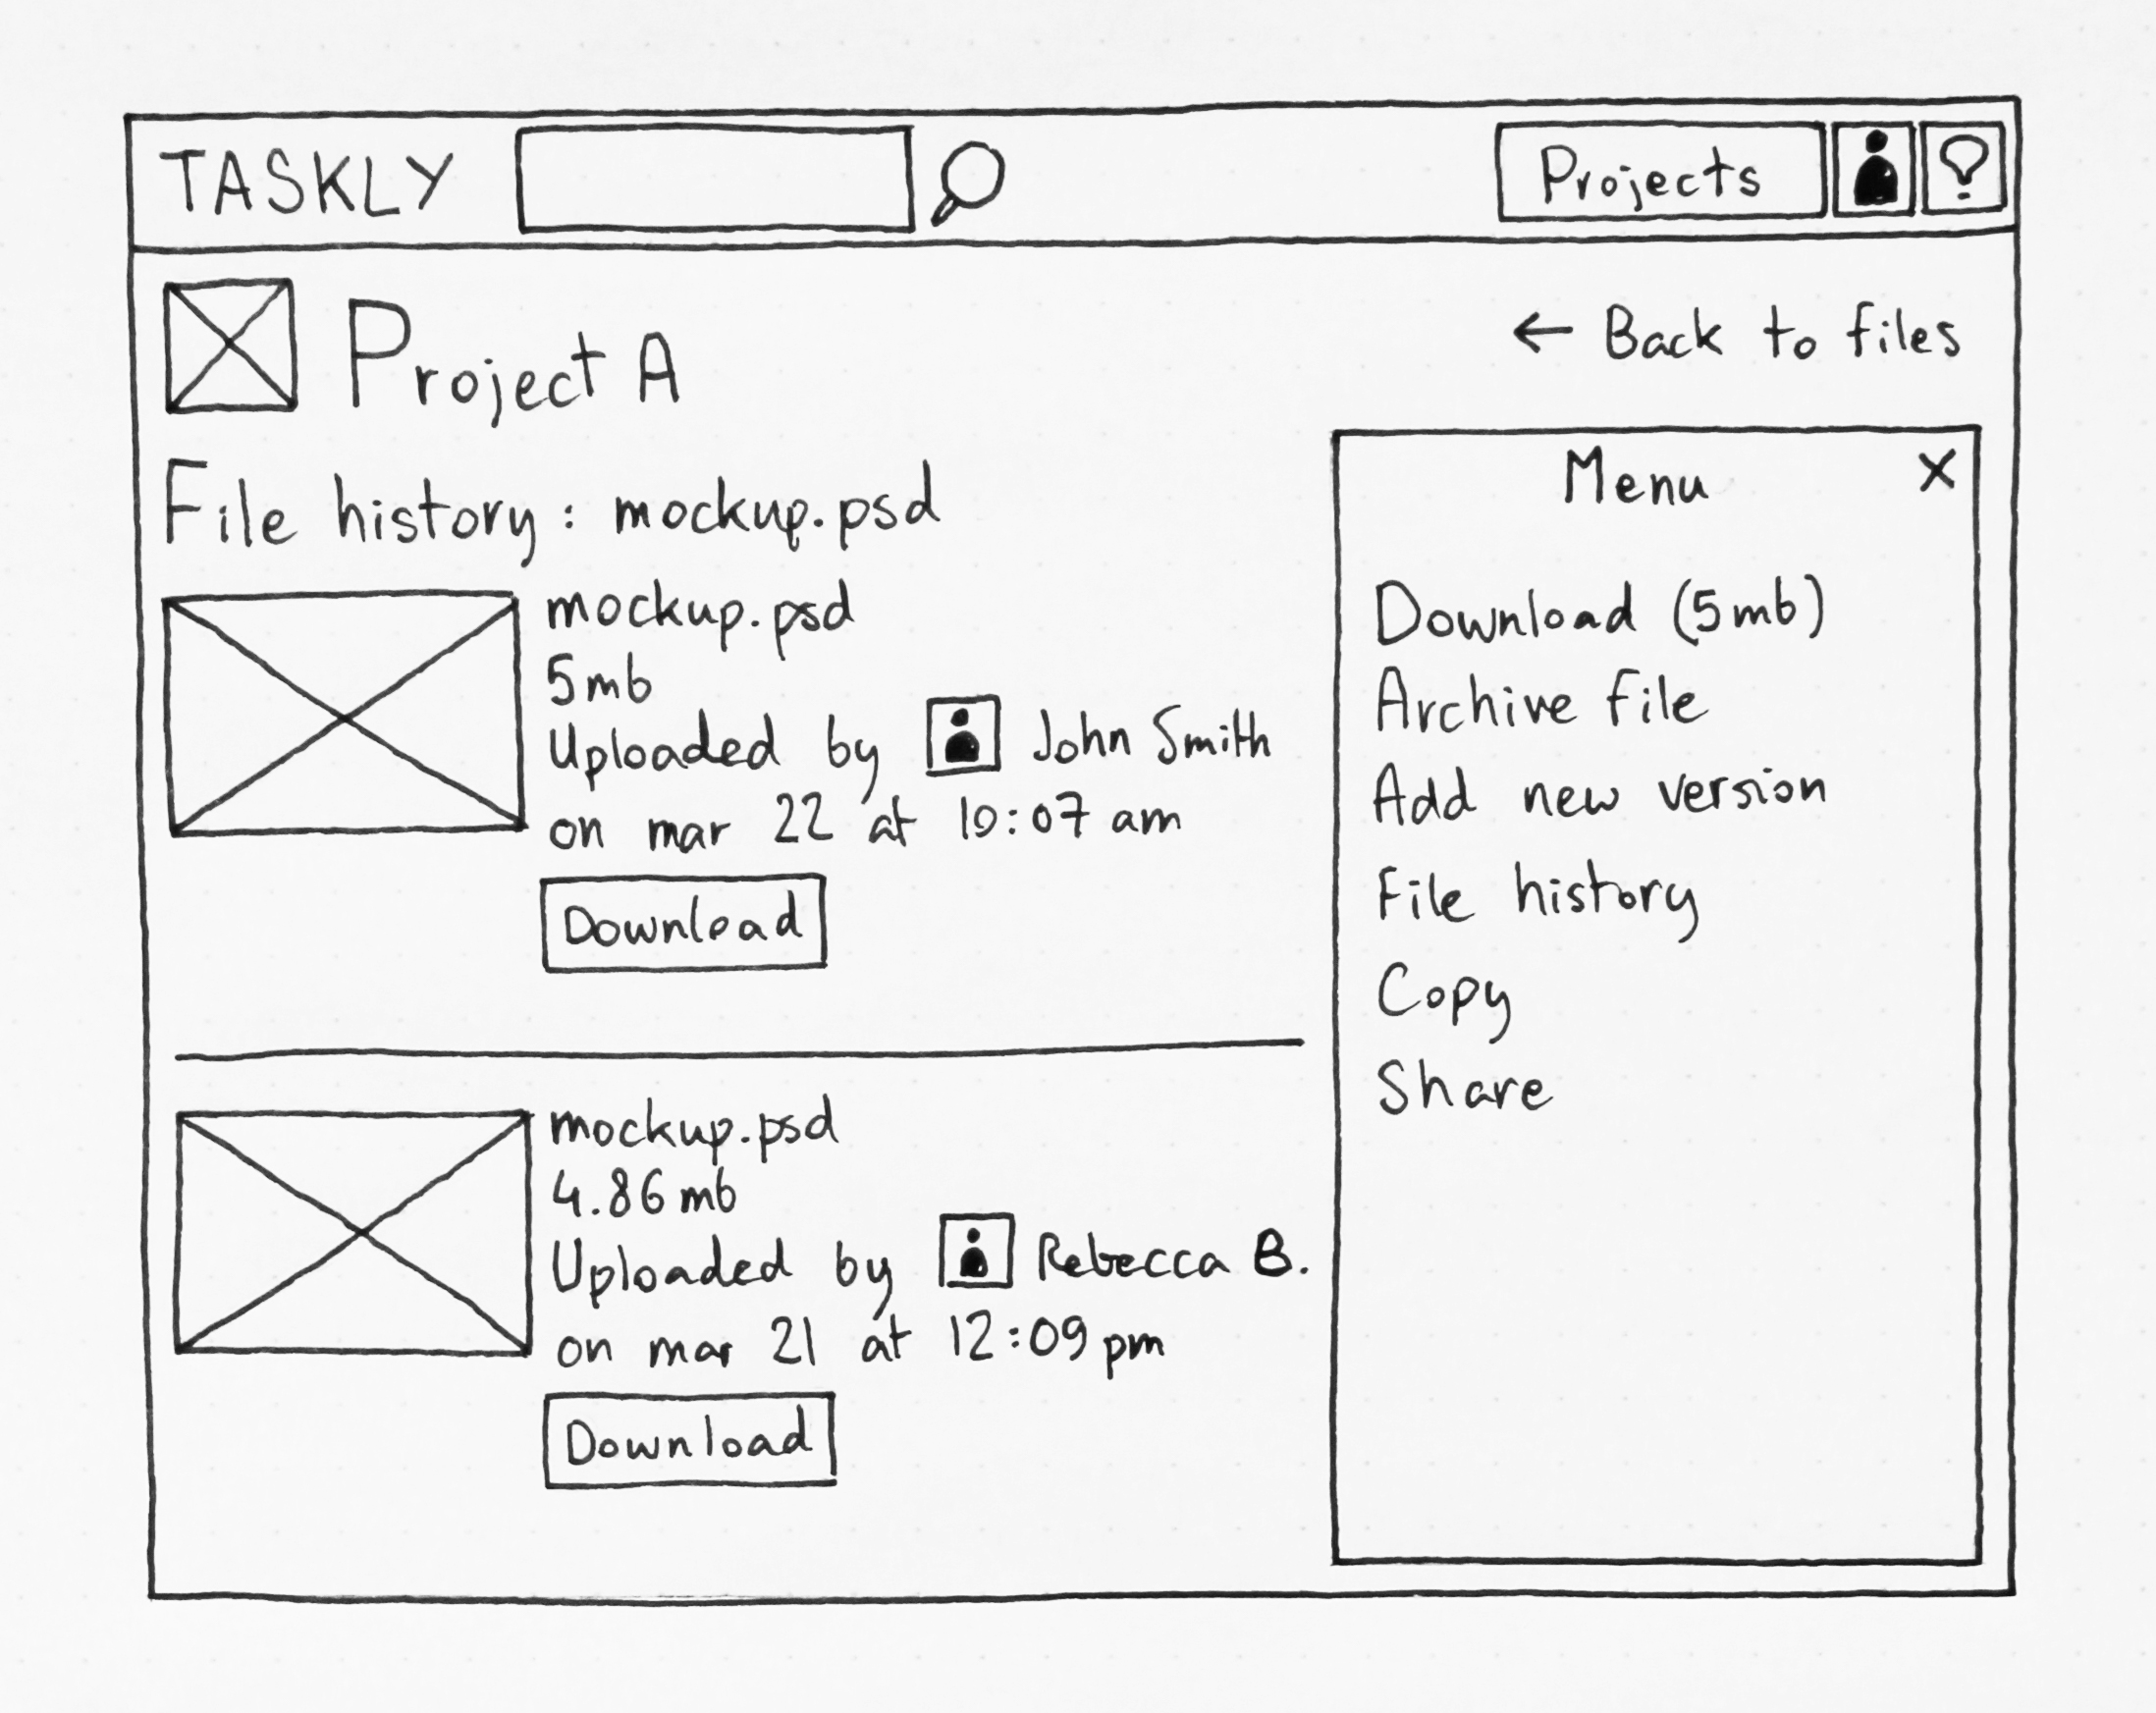 TASKLY
Projects
Project A
← Back to files
File history: mockup.psd
mockup.psd
5mb
Uploaded by John Smith
on mar 22 at 10:07 am
Download
mockup.psd
4.86mb
Uploaded by Rebecca B.
on mar 21 at 12:09 pm
Download
Menu X
Download (5mb)
Archive file
Add new version
File history
Copy
Share